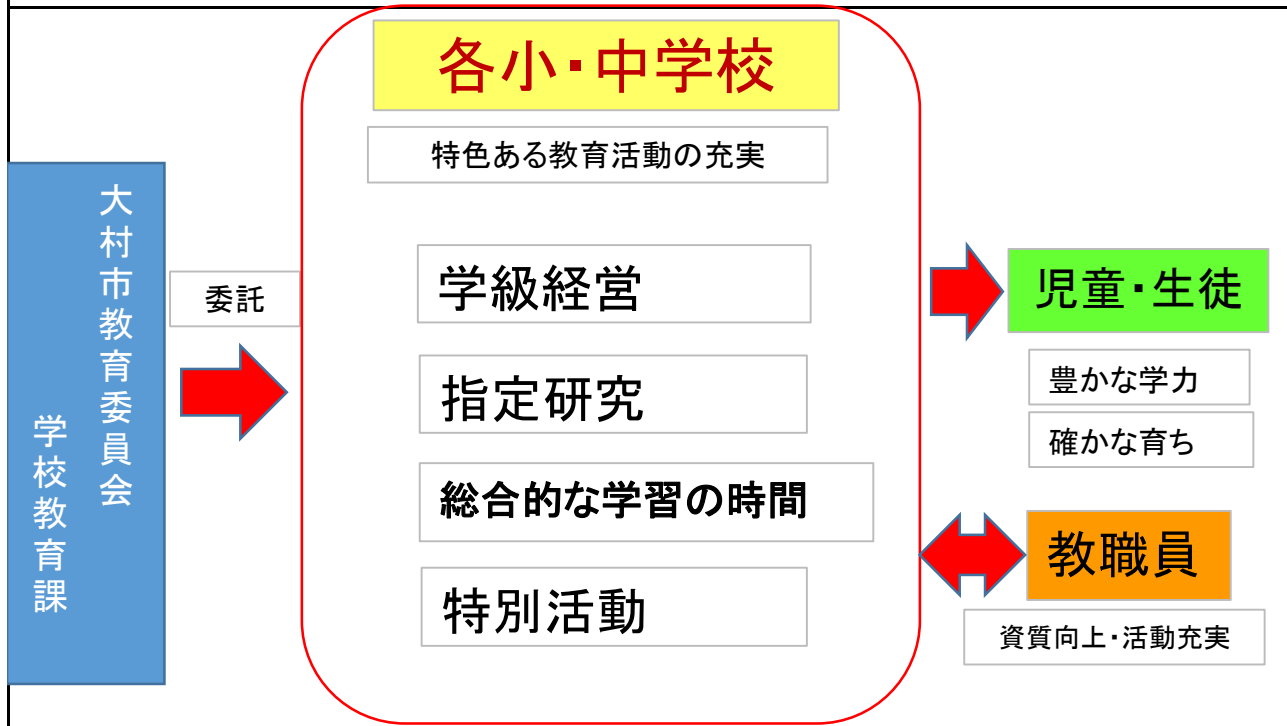 大村市教育委員会
学校教育課
委託
各小・中学校
特色ある教育活動の充実
学級経営
指定研究
総合的な学習の時間
特別活動
児童・生徒
豊かな学力
確かな育ち
教職員
資質向上・活動充実